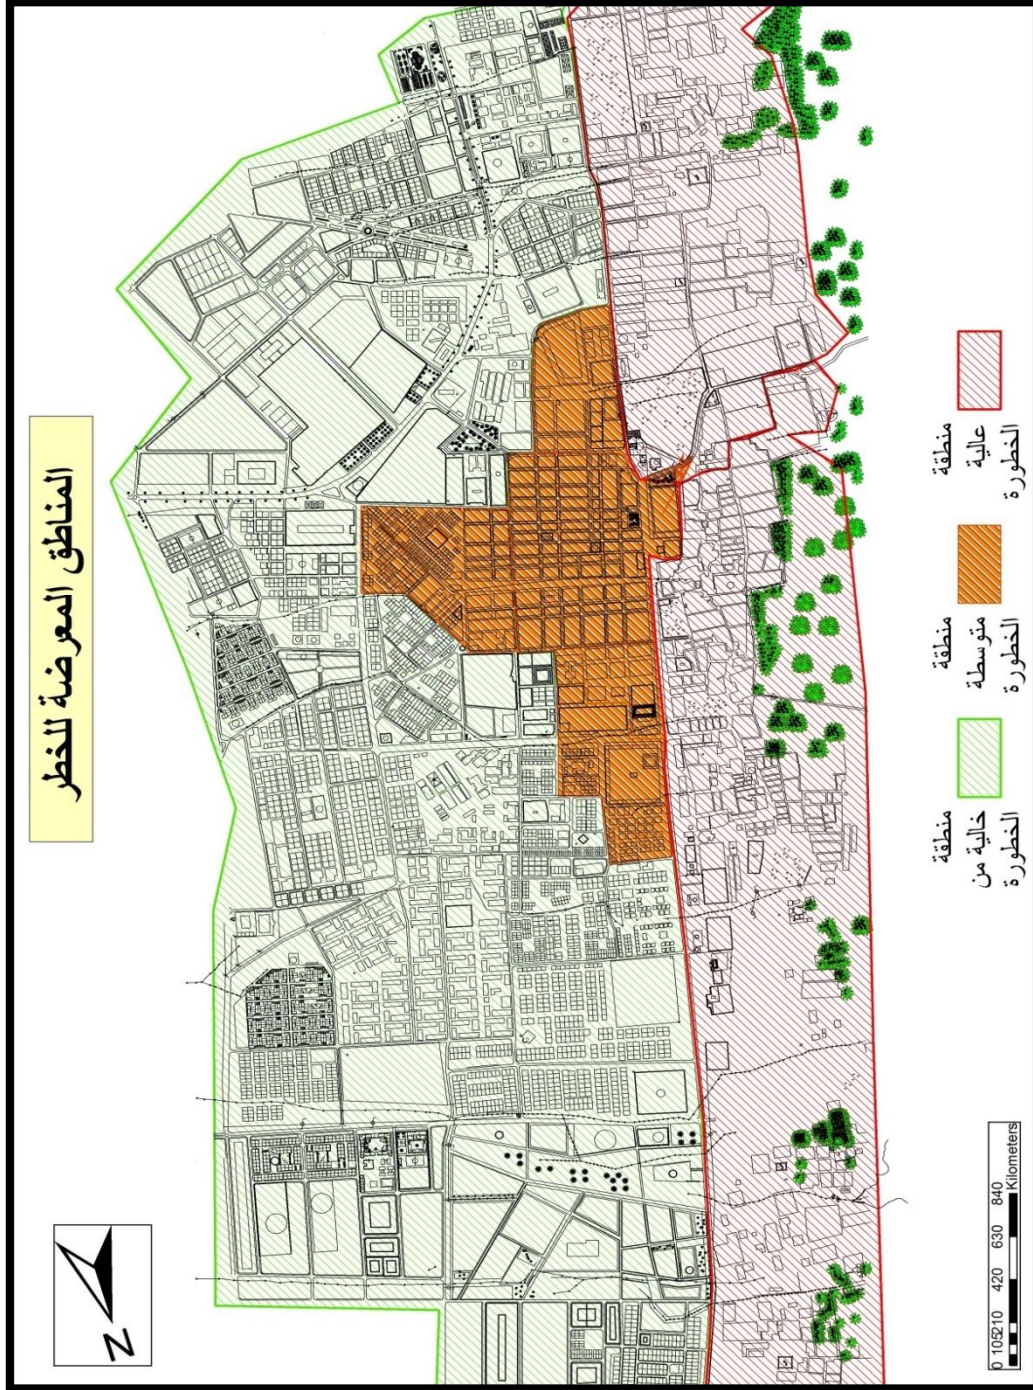 المناطق المعرضة للخطر
منطقة
عالية
الخطورة
منطقة
متوسطة
الخطورة
منطقة
خالية من
الخطورة
N
0 105210 420 630 840
Kilometers